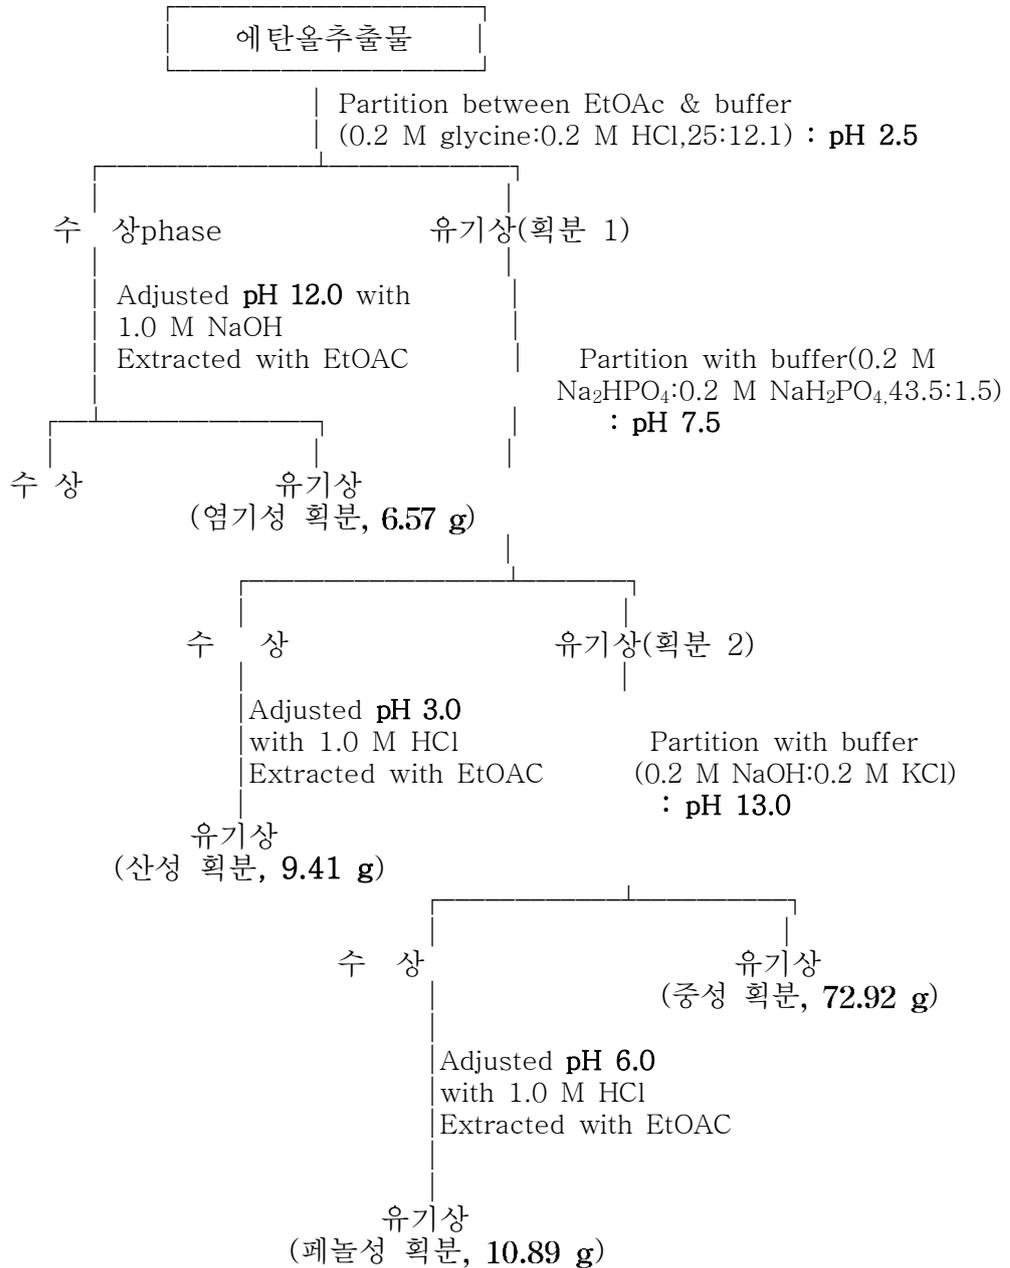 에탄올추출물
Partition between EtOAc & buffer
(0.2 M glycine:0.2 M HCl,25:12.1) : pH 2.5
수 상phase
유기상(획분 1)
Adjusted pH 12.0 with
1.0 M NaOH
Extracted with EtOAC
Partition with buffer(0.2 M
Na₂HPO₄:0.2 M NaH₂PO₄,43.5:1.5)
: pH 7.5
수 상
유기상
(염기성 획분, 6.57 g)
수 상
유기상(획분 2)
Adjusted pH 3.0
with 1.0 M HCl
Extracted with EtOAC
Partition with buffer
(0.2 M NaOH:0.2 M KCl)
: pH 13.0
유기상
(산성 획분, 9.41 g)
수 상
유기상
(중성 획분, 72.92 g)
Adjusted pH 6.0
with 1.0 M HCl
Extracted with EtOAC
유기상
(페놀성 획분, 10.89 g)